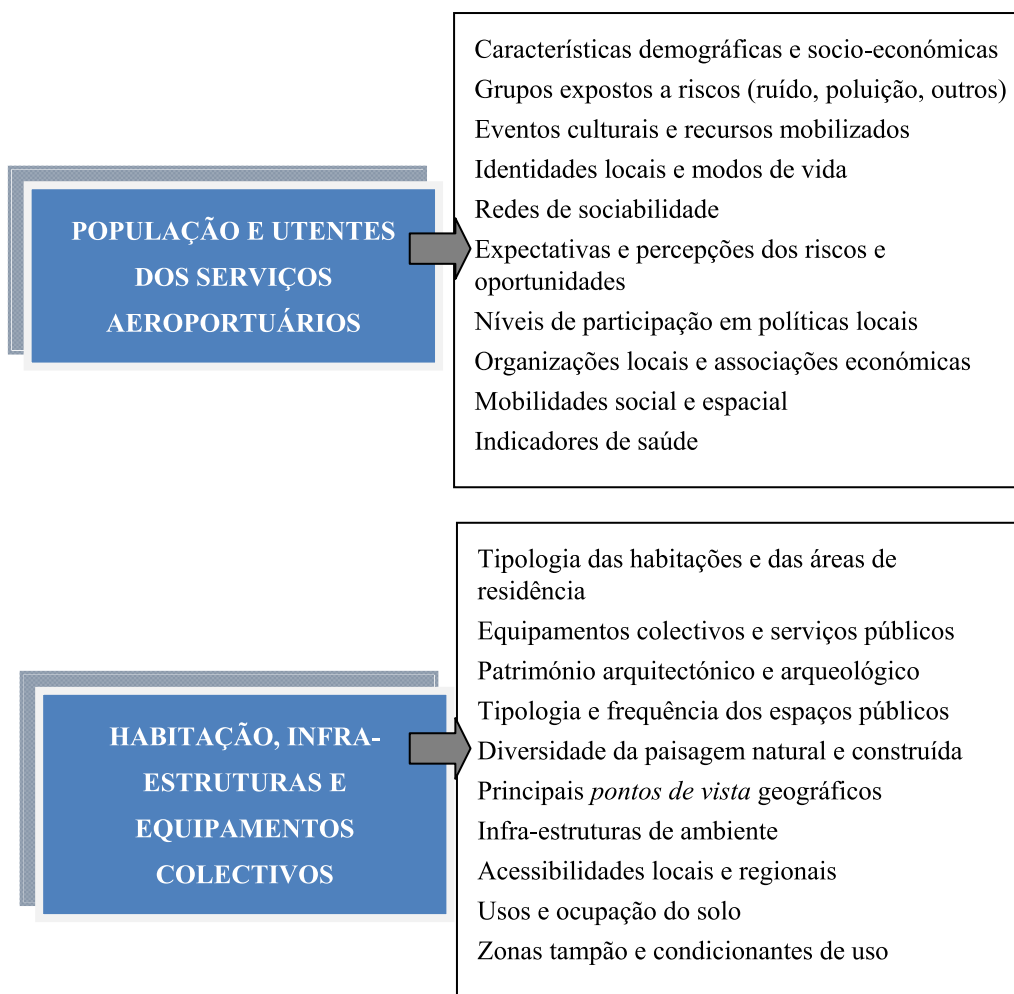 POPULAÇÃO E UTENTES
DOS SERVIÇOS
AEROPORTUÁRIOS
Características demográficas e socio-económicas
Grupos expostos a riscos (ruído, poluição, outros)
Eventos culturais e recursos mobilizados
Identidades locais e modos de vida
Redes de sociabilidade
Expectativas e percepções dos riscos e
oportunidades
Níveis de participação em políticas locais
Organizações locais e associações económicas
Mobilidades social e espacial
Indicadores de saúde
HABITAÇÃO, INFRA-
ESTRUTURAS E
EQUIPAMENTOS
COLECTIVOS
Tipologia das habitações e das áreas de
residência
Equipamentos colectivos e serviços públicos
Património arquitectónico e arqueológico
Tipologia e frequência dos espaços públicos
Diversidade da paisagem natural e construída
Principais pontos de vista geográficos
Infra-estruturas de ambiente
Acessibilidades locais e regionais
Usos e ocupação do solo
Zonas tampão e condicionantes de uso